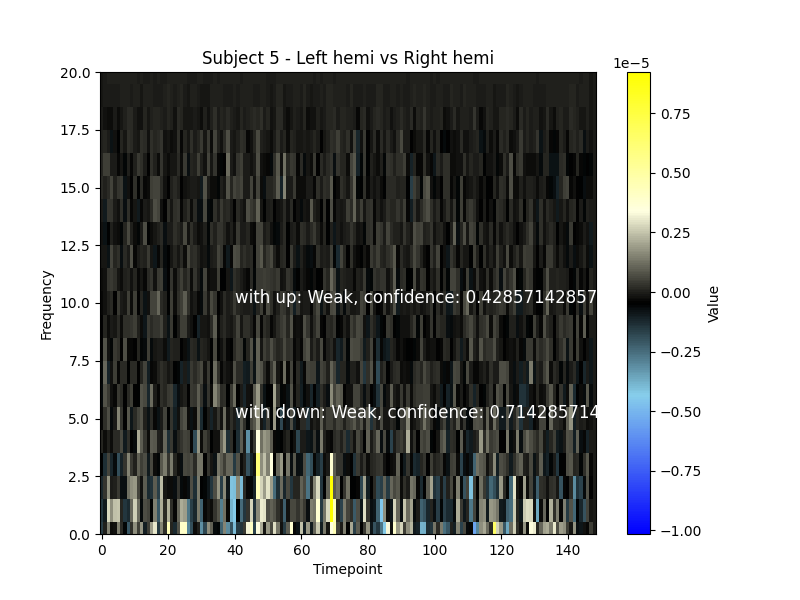 Subject 5 - Left hemi vs Right hemi
1e−5
20.0
17.5
15.0
12.5
10.0
7.5
5.0
2.5
0.0
Frequency
with up: Weak, confidence: 0.42857142857
with down: Weak, confidence: 0.714285714
0 20 40 60 80 100 120 140
Timepoint
0.75
0.50
0.25
0.00
−0.25
−0.50
−0.75
−1.00
Value